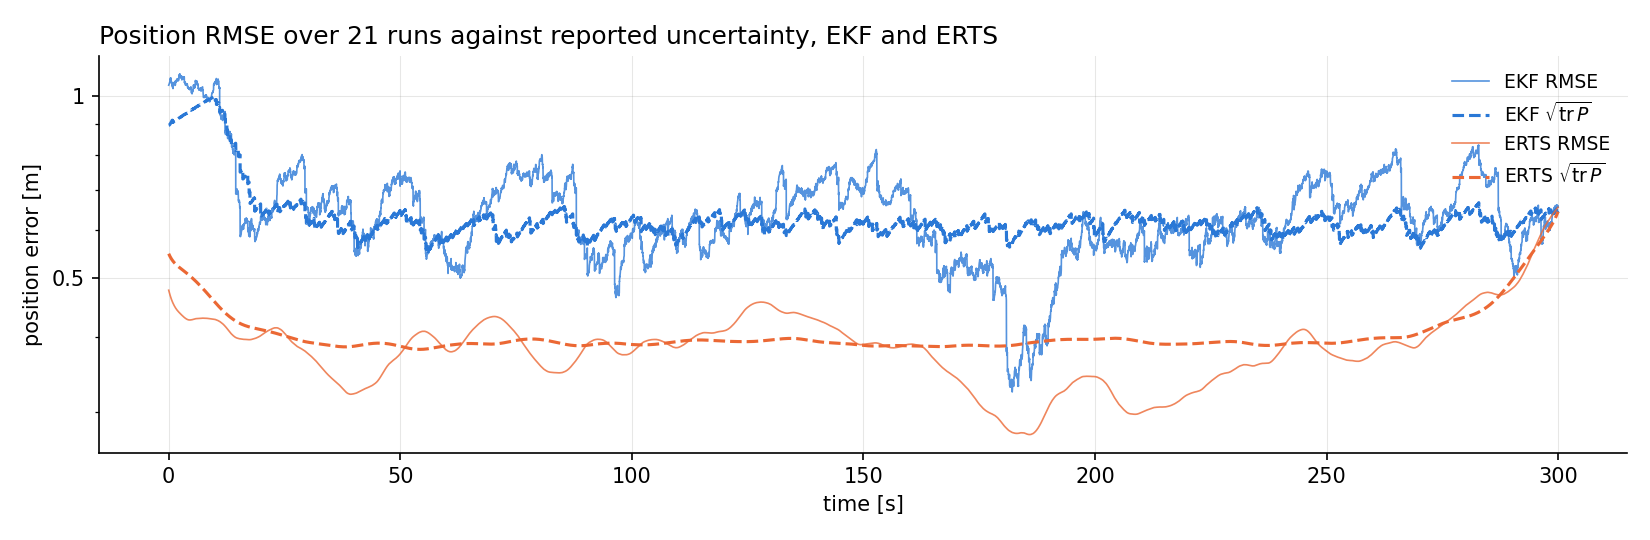 Position RMSE over 21 runs against reported uncertainty, EKF and ERTS
EKF RMSE
EKF √tr P
ERTS RMSE
ERTS √tr P
position error [m]
1
0.5
0
50
100
150
200
250
300
time [s]